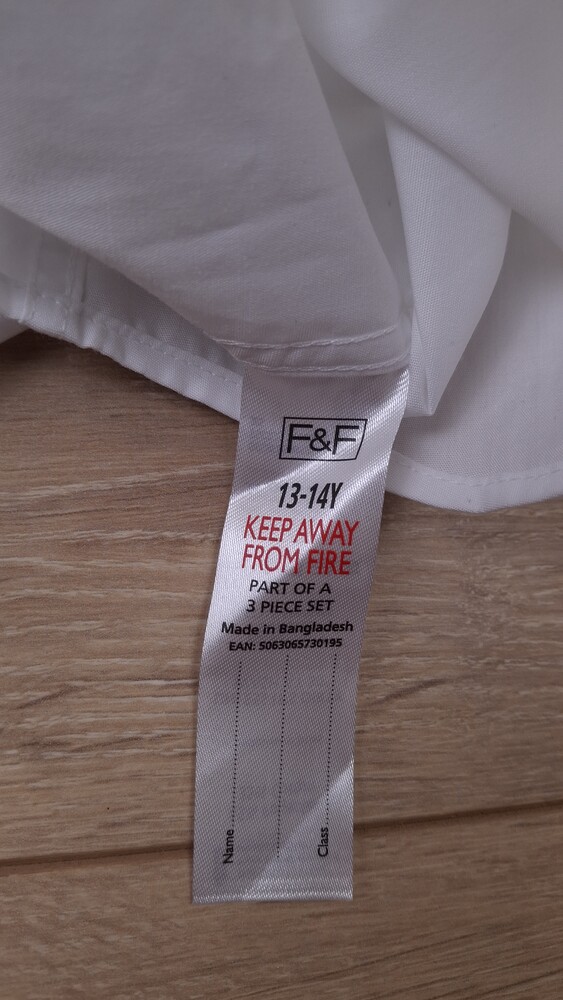 F&F
13-14Y
KEEP AWAY
FROM FIRE
PART OF A
3 PIECE SET
Made in Bangladesh
EAN: 5063065730195
Name
Class